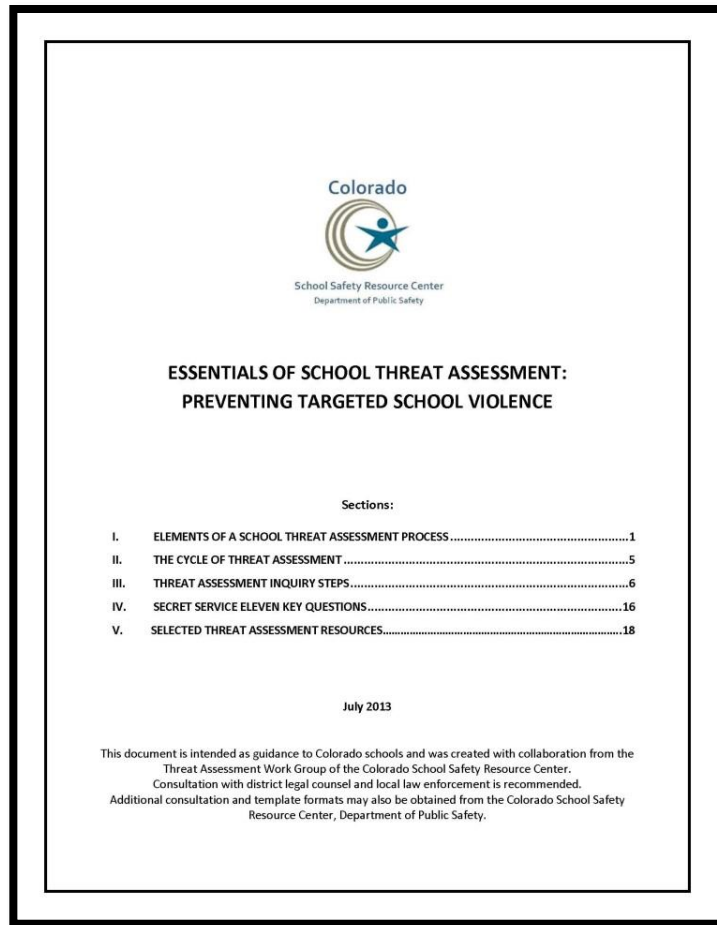 Colorado
School Safety Resource Center
Department of Public Safety
ESSENTIALS OF SCHOOL THREAT ASSESSMENT:
PREVENTING TARGETED SCHOOL VIOLENCE
Sections:
I. ELEMENTS OF A SCHOOL THREAT ASSESSMENT PROCESS....................................................1
II. THE CYCLE OF THREAT ASSESSMENT....................................................................................5
III. THREAT ASSESSMENT INQUIRY STEPS..................................................................................6
IV. SECRET SERVICE ELEVEN KEY QUESTIONS...........................................................................16
V. SELECTED THREAT ASSESSMENT RESOURCES.......................................................................18
July 2013
This document is intended as guidance to Colorado schools and was created with collaboration from the
Threat Assessment Work Group of the Colorado School Safety Resource Center.
Consultation with district legal counsel and local law enforcement is recommended.
Additional consultation and template formats may also be obtained from the Colorado School Safety
Resource Center, Department of Public Safety.